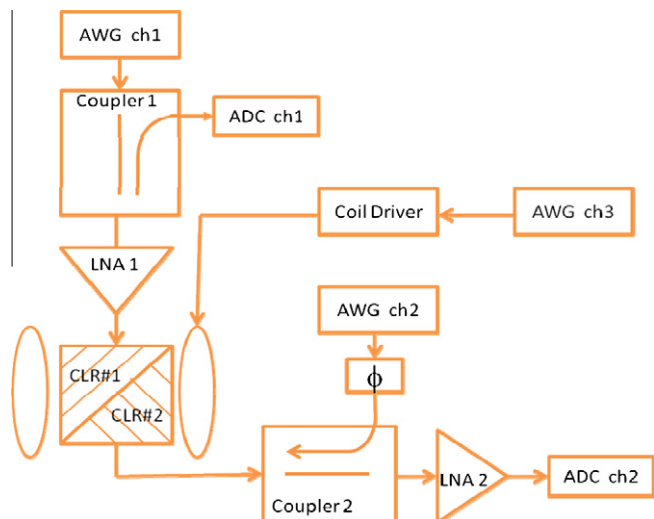 AWG ch1
Coupler 1
ADC ch1
Coil Driver
AWG ch3
LNA 1
AWG ch2
ϕ
CLR#1
CLR#2
Coupler 2
LNA 2
ADC ch2